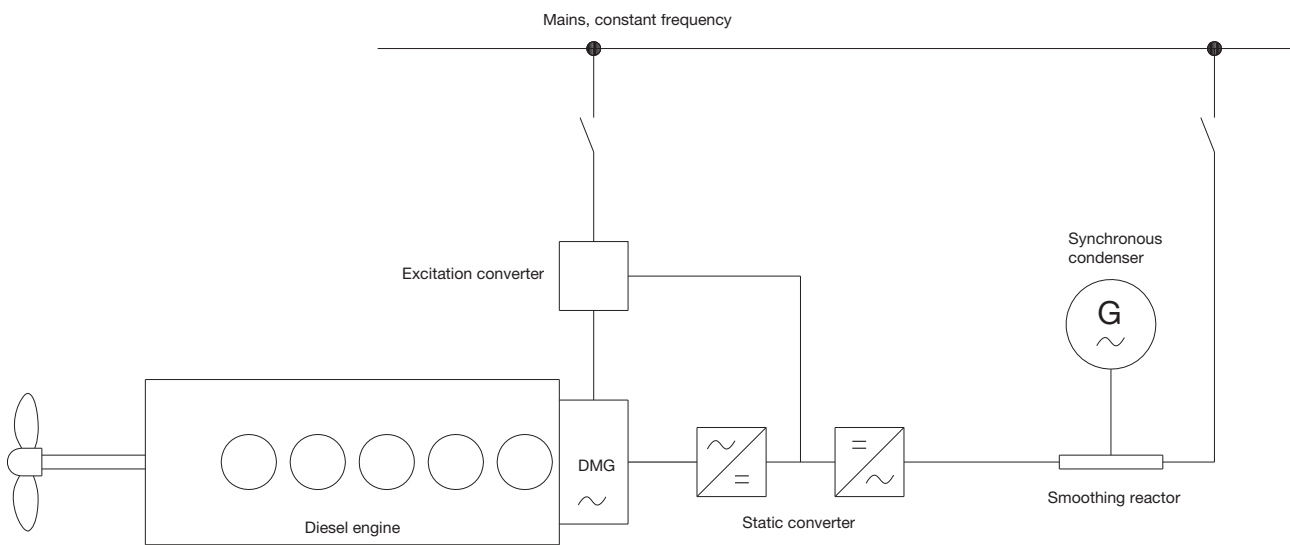 Mains, constant frequency
Synchronous
condenser
Excitation converter
G
DMG
Smoothing reactor
Static converter
Diesel engine